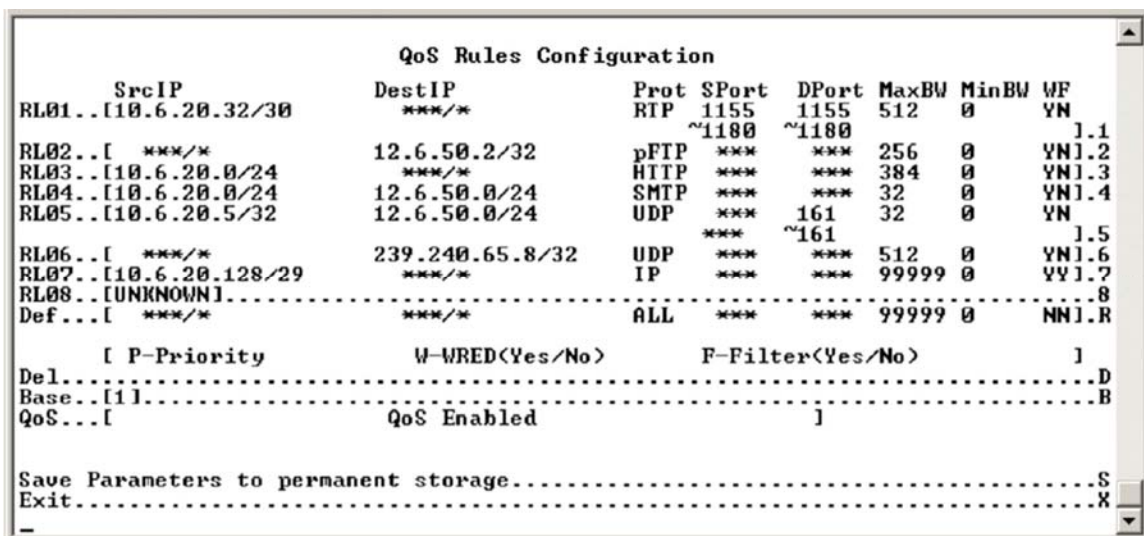 QoS Rules Configuration
SrcIP DestIP Prot SPort DPort MaxBW MinBW WF
RL01..[10.6.20.32/30 ***/* RTP 1155 1155 512 0 YN
~1180 ~1180 ].1
RL02..[ ***/* 12.6.50.2/32 pFTP *** *** 256 0 YN].2
RL03..[10.6.20.0/24 ***/* HTTP *** *** 384 0 YN].3
RL04..[10.6.20.0/24 12.6.50.0/24 SMTP *** *** 32 0 YN].4
RL05..[10.6.20.5/32 12.6.50.0/24 UDP *** 161 32 0 YN
*** ~161 ].5
RL06..[ ***/* 239.240.65.8/32 UDP *** *** 512 0 YN].6
RL07..[10.6.20.128/29 ***/* IP *** *** 99999 0 YY].7
RL08..[UNKNOWN]........................................................................8
Def...[ ***/* ***/* ALL *** *** 99999 0 NN].R
[ P-Priority W-WRED(Yes/No) F-Filter(Yes/No) ]
Del....................................................................................D
Base..[1]..............................................................................B
QoS...[ QoS Enabled ]
Save Parameters to permanent storage...................................................S
Exit...................................................................................X
_